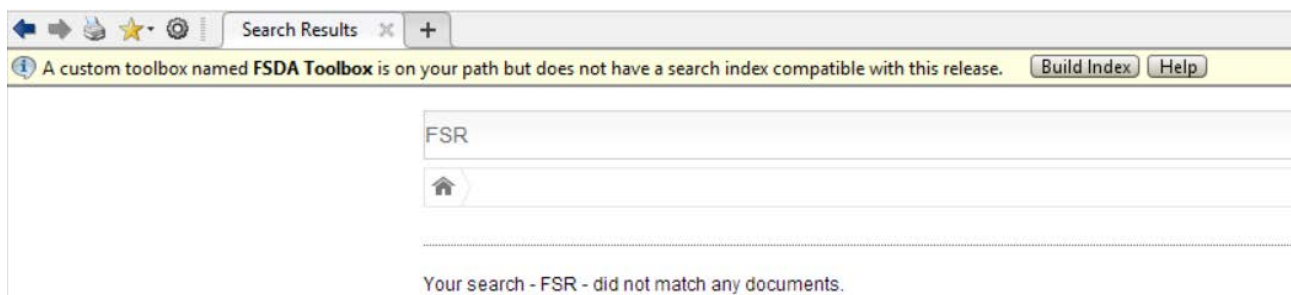 Search Results
A custom toolbox named FSDA Toolbox is on your path but does not have a search index compatible with this release. Build Index Help
FSR
Your search - FSR - did not match any documents.